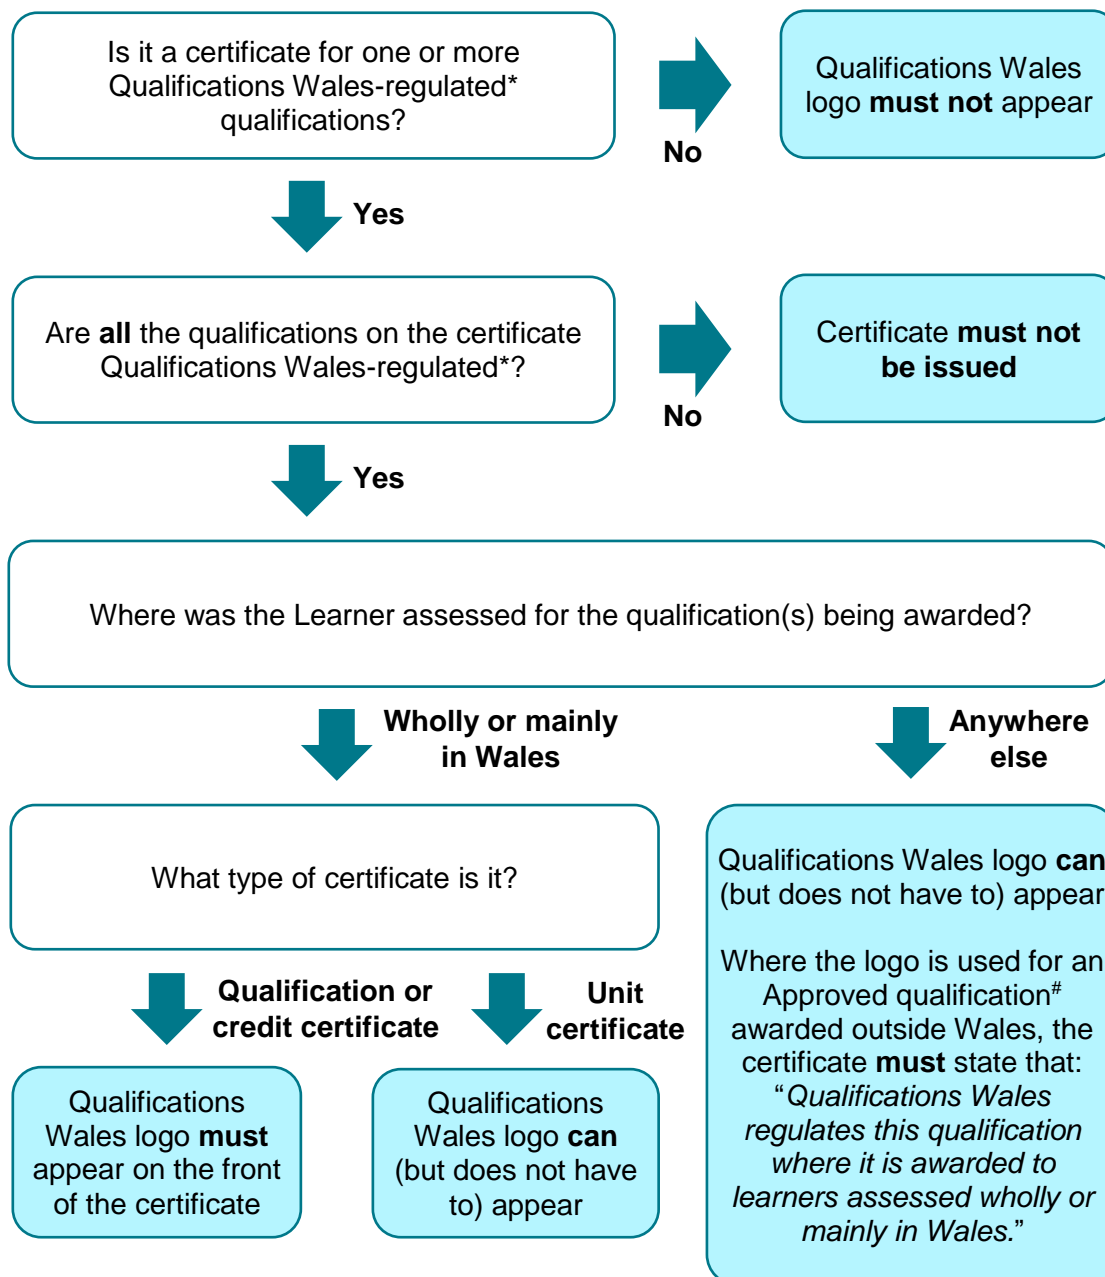 Is it a certificate for one or more
Qualifications Wales-regulated*
qualifications?
No
Qualifications Wales
logo must not appear
Yes
Are all the qualifications on the certificate
Qualifications Wales-regulated*?
No
Certificate must not
be issued
Yes
Where was the Learner assessed for the qualification(s) being awarded?
Wholly or mainly
in Wales
Anywhere
else
What type of certificate is it?
Qualification or
credit certificate
Unit
certificate
Qualifications
Wales logo must
appear on the front
of the certificate
Qualifications
Wales logo can
(but does not have
to) appear
Qualifications Wales logo can
(but does not have to) appear
Where the logo is used for an
Approved qualification#
awarded outside Wales, the
certificate must state that:
“Qualifications Wales
regulates this qualification
where it is awarded to
learners assessed wholly or
mainly in Wales.”